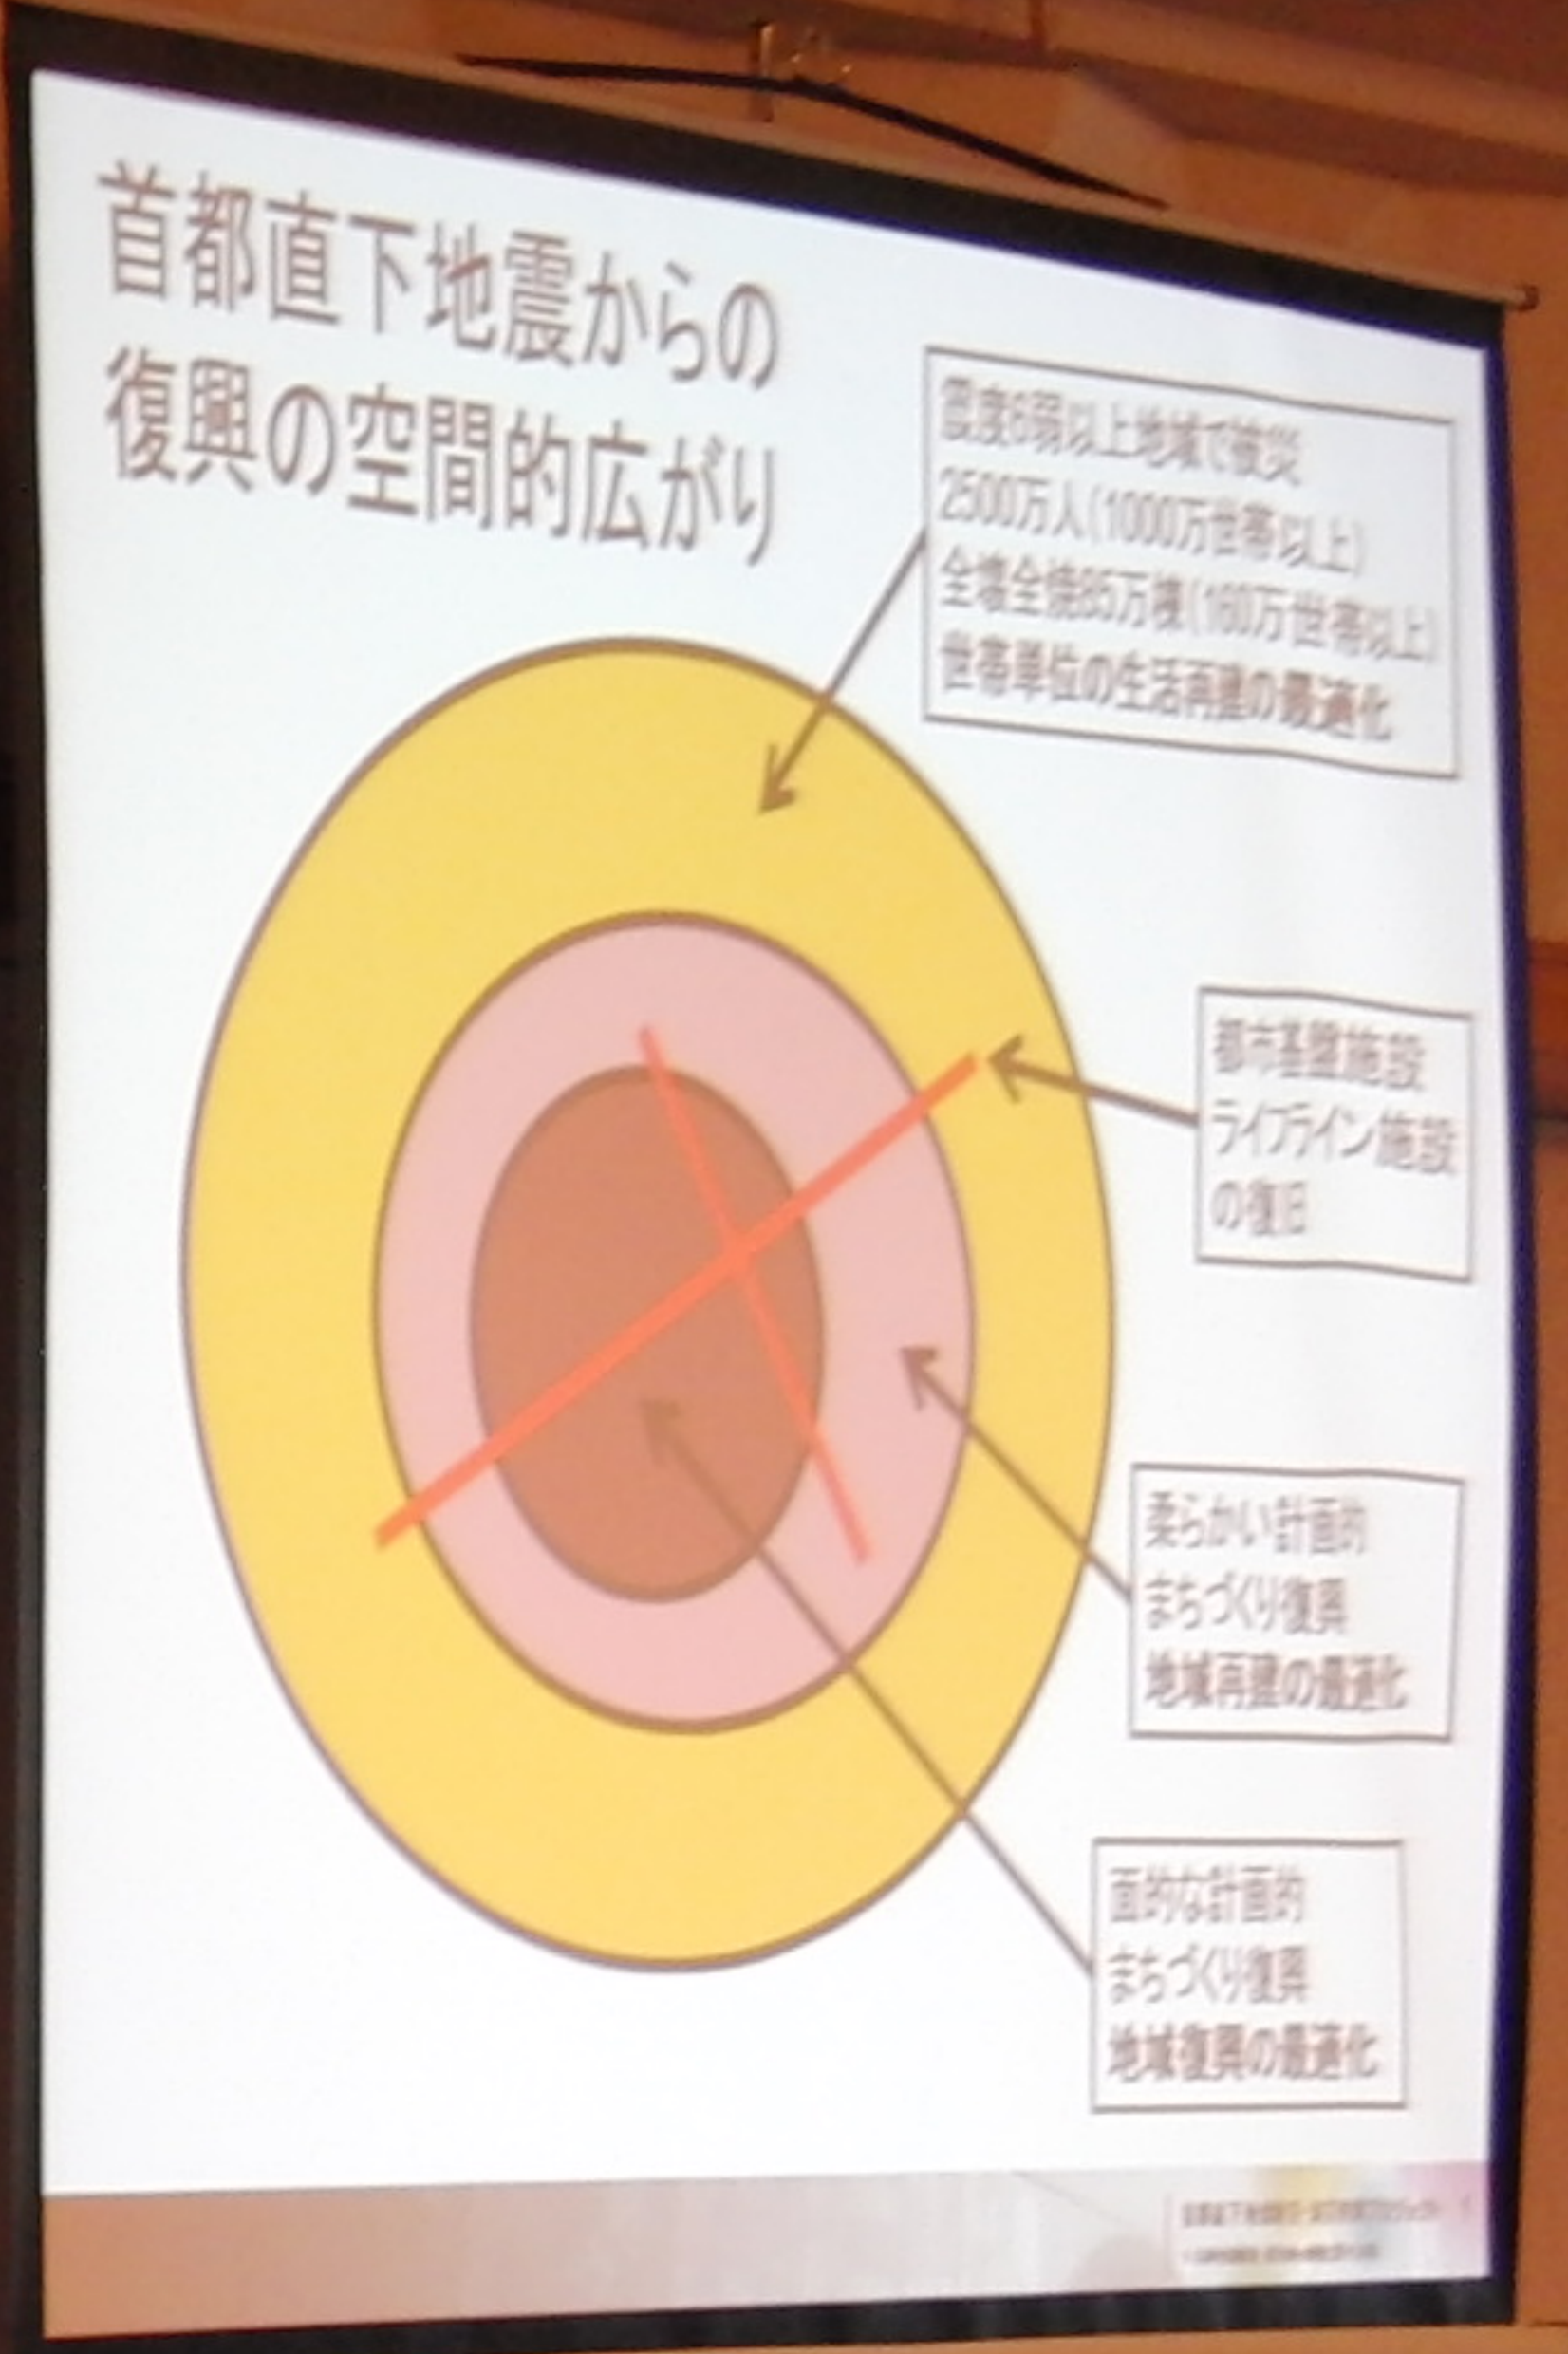 首都直下地震からの
復興の空間的広がり
震度6弱以上地域で被災
2500万人(1000万世帯以上)
全壊全焼85万棟(160万世帯以上)
世帯単位の生活再建の最適化
都市基盤施設
ライフライン施設
の復旧
柔らかい計画的
まちづくり復興
地域再建の最適化
面的な計画的
まちづくり復興
地域復興の最適化